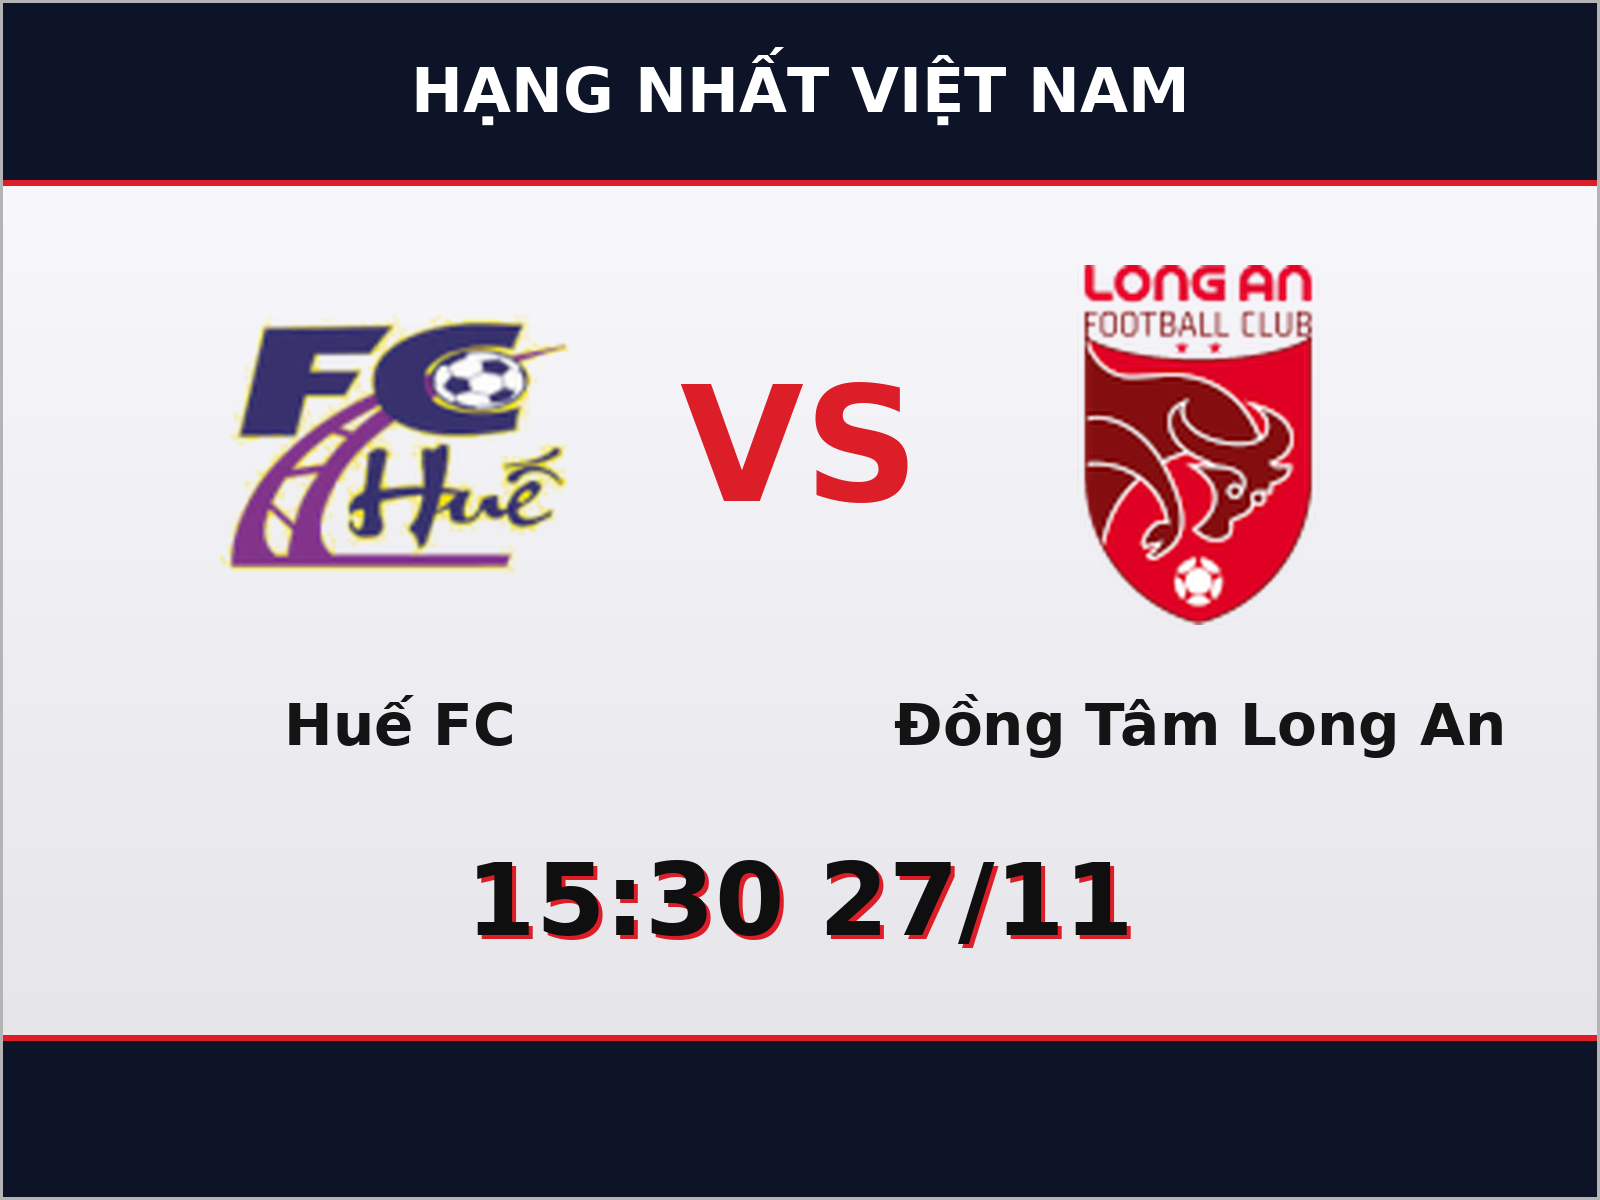 HẠNG NHẤT VIỆT NAM
FC
Huế
VS
LONG AN
FOOTBALL CLUB
Huế FC
Đồng Tâm Long An
15:30 27/11